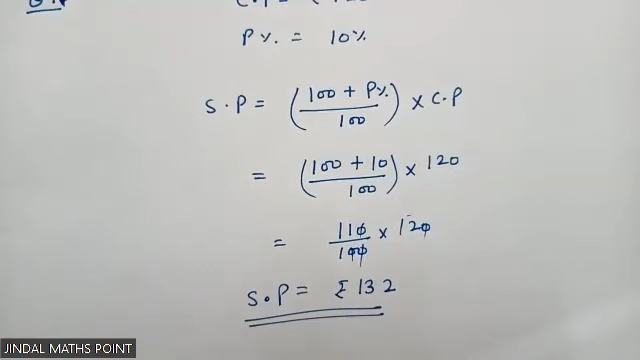 P%. = 10%
S.P = (100 + P%. / 100) × C.P
= (100 + 10 / 100) × 120
= 110 / 100 × 120
S.P = ₹ 132
JINDAL MATHS POINT